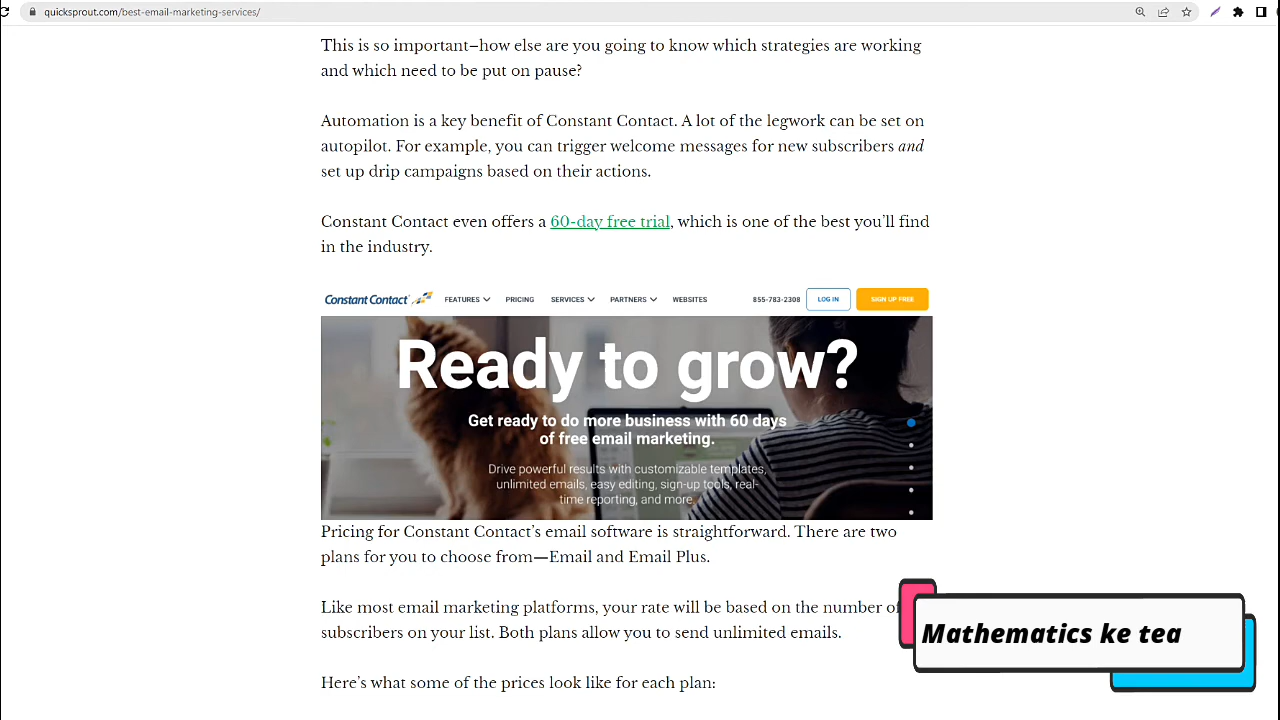 quicksprout.com/best-email-marketing-services/
This is so important–how else are you going to know which strategies are working
and which need to be put on pause?
Automation is a key benefit of Constant Contact. A lot of the legwork can be set on
autopilot. For example, you can trigger welcome messages for new subscribers and
set up drip campaigns based on their actions.
Constant Contact even offers a 60-day free trial, which is one of the best you’ll find
in the industry.
Constant Contact FEATURES PRICING SERVICES PARTNERS WEBSITES 855-783-2308 LOG IN SIGN UP FREE
Ready to grow?
Get ready to do more business with 60 days
of free email marketing.
Drive powerful results with customizable templates,
unlimited emails, easy editing, sign-up tools, real-
time reporting, and more.
Pricing for Constant Contact’s email software is straightforward. There are two
plans for you to choose from—Email and Email Plus.
Like most email marketing platforms, your rate will be based on the number of
subscribers on your list. Both plans allow you to send unlimited emails.
Mathematics ke tea
Here’s what some of the prices look like for each plan: